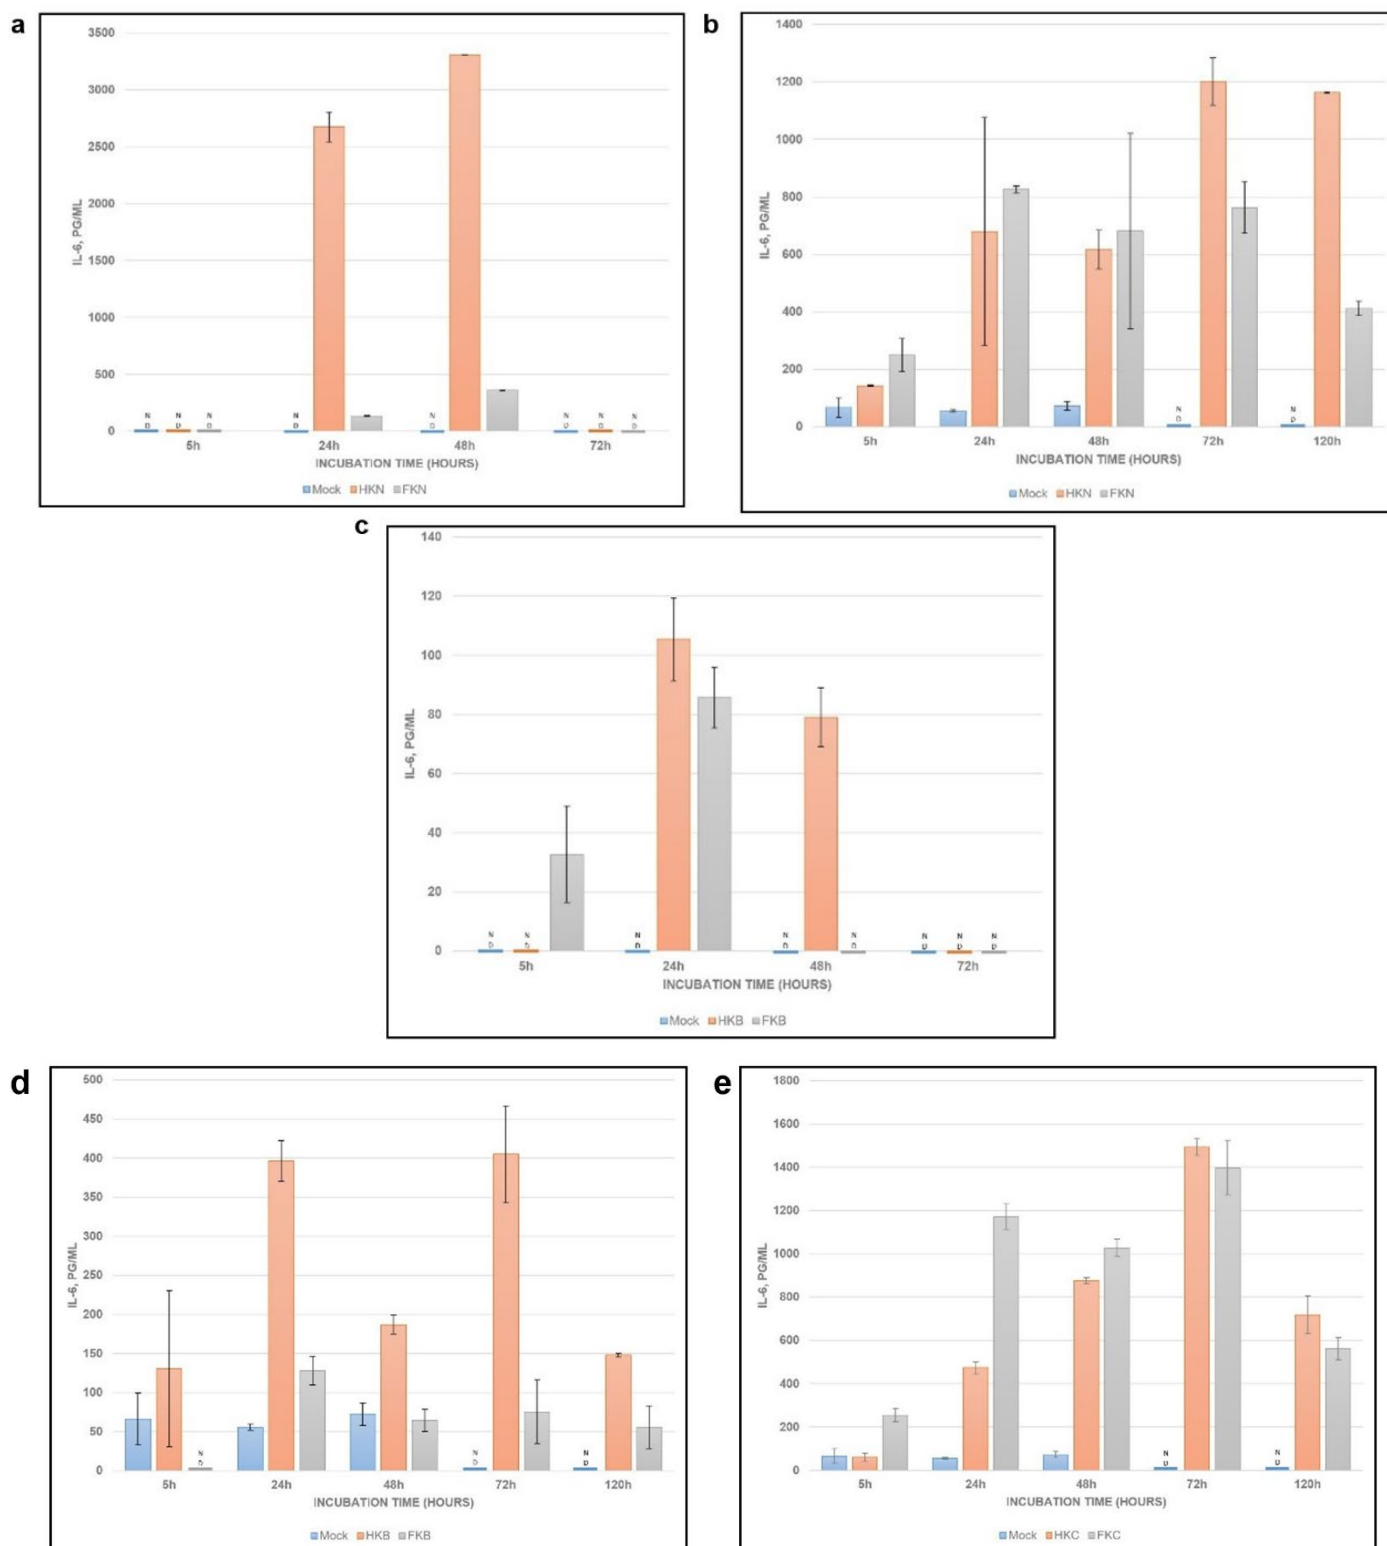 a
3500
3000
2500
2000
1500
1000
500
0
IL-6, PG/ML
N D N D N D N D N D N D N D N D
5h 24h 48h 72h
INCUBATION TIME (HOURS)
Mock HKN FKN
b
1400
1200
1000
800
600
400
200
0
IL-6, PG/ML
N D N D
5h 24h 48h 72h 120h
INCUBATION TIME (HOURS)
Mock HKN FKN
c
140
120
100
80
60
40
20
0
IL-6, PG/ML
N D N D N D N D N D N D N D N D
5h 24h 48h 72h
INCUBATION TIME (HOURS)
Mock HKB FKB
d
500
450
400
350
300
250
200
150
100
50
0
IL-6, PG/ML
N D N D N D
5h 24h 48h 72h 120h
INCUBATION TIME (HOURS)
Mock HKB FKB
e
1800
1600
1400
1200
1000
800
600
400
200
0
IL-6, PG/ML
N D N D
5h 24h 48h 72h 120h
INCUBATION TIME (HOURS)
Mock HKC FKC